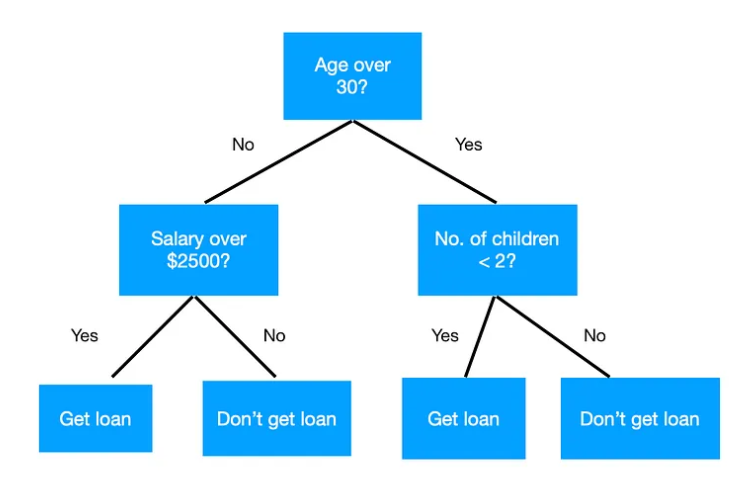 Age over
30?
No
Yes
Salary over
$2500?
No. of children
< 2?
Yes
No
Yes
No
Get loan
Don’t get loan
Get loan
Don’t get loan